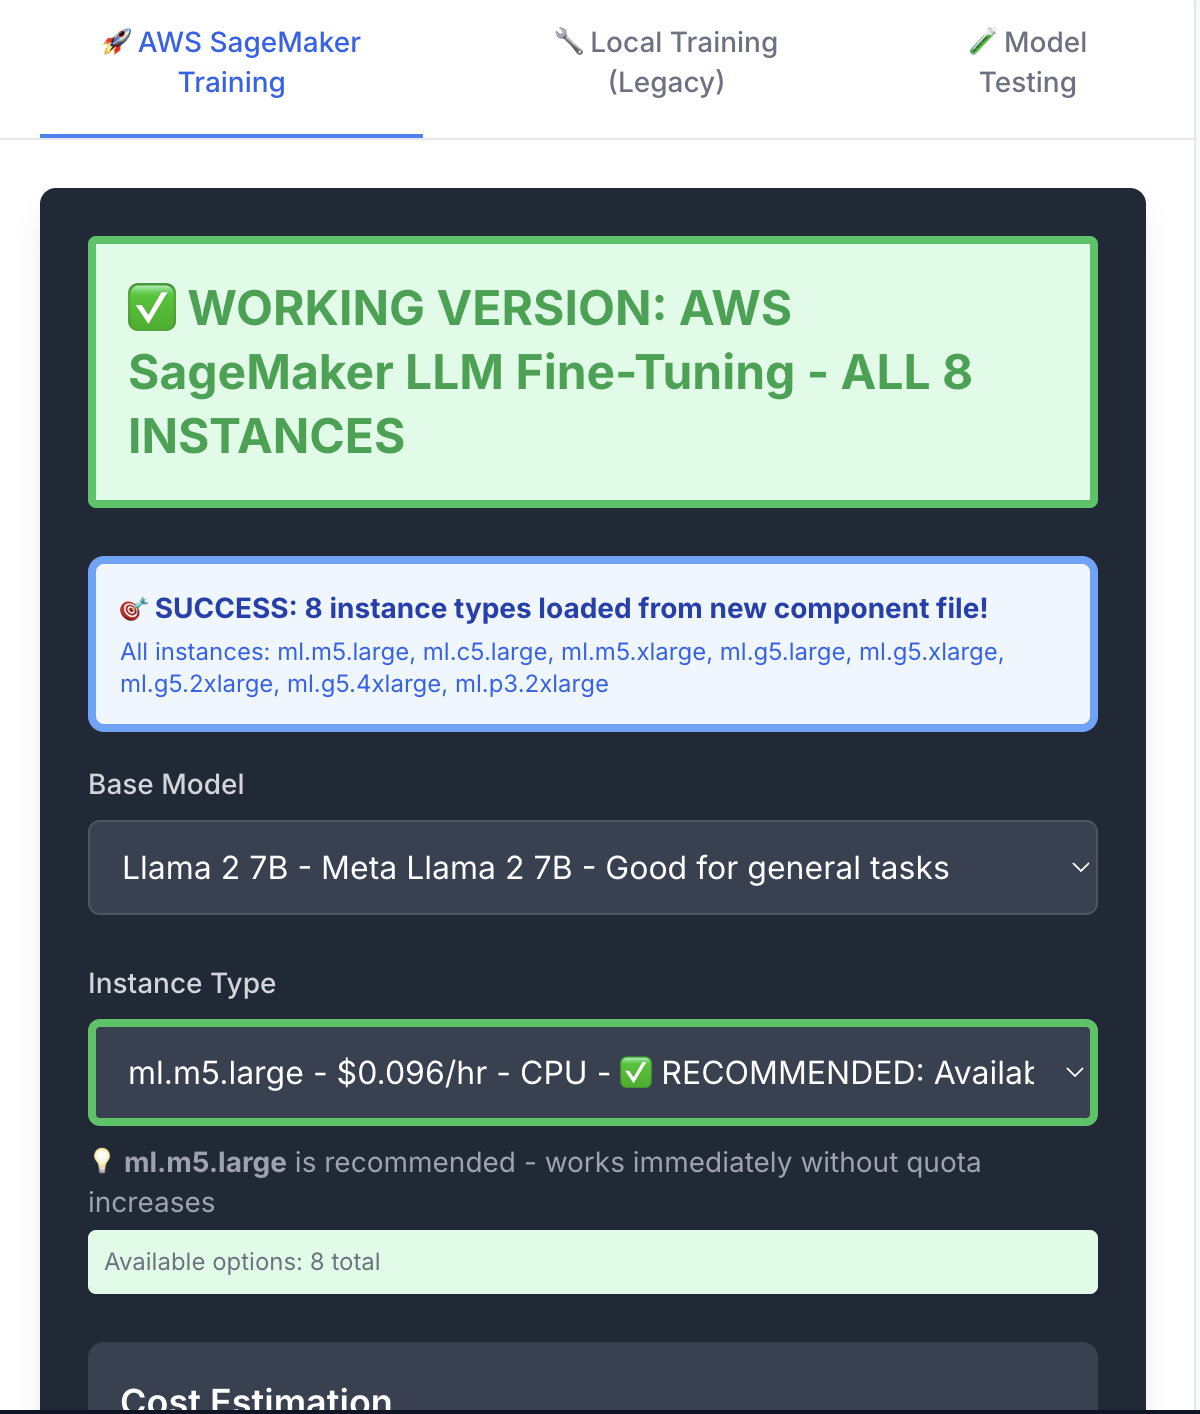 🚀 AWS SageMaker
Training
🔧 Local Training
(Legacy)
🧪 Model
Testing
✅ WORKING VERSION: AWS
SageMaker LLM Fine-Tuning - ALL 8
INSTANCES
🎯 SUCCESS: 8 instance types loaded from new component file!
All instances: ml.m5.large, ml.c5.large, ml.m5.xlarge, ml.g5.large, ml.g5.xlarge,
ml.g5.2xlarge, ml.g5.4xlarge, ml.p3.2xlarge
Base Model
Llama 2 7B - Meta Llama 2 7B - Good for general tasks
Instance Type
ml.m5.large - $0.096/hr - CPU - ✅ RECOMMENDED: Availab
💡 ml.m5.large is recommended - works immediately without quota
increases
Available options: 8 total
Cost Estimation